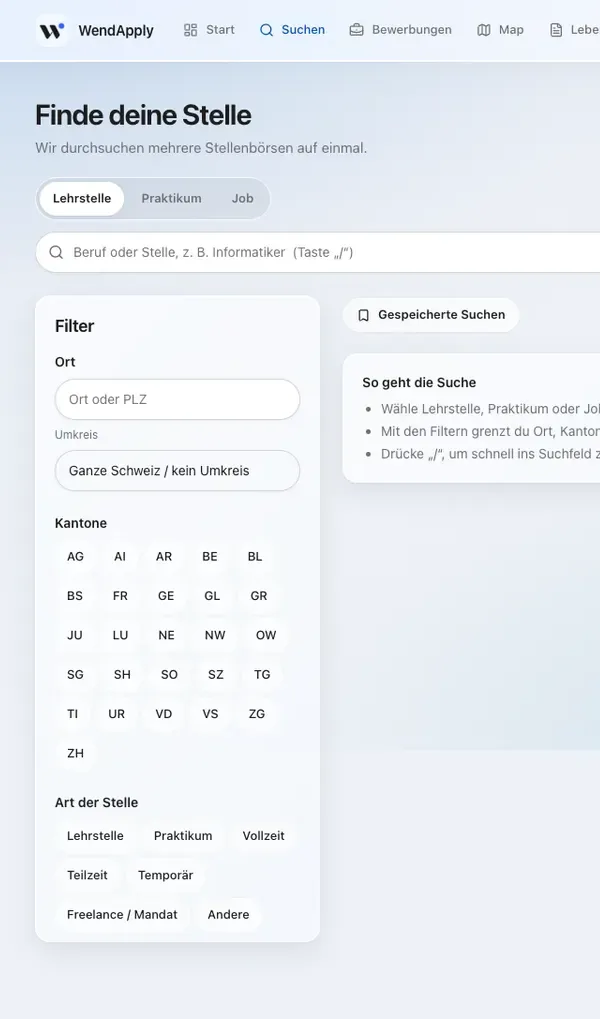 WendApply Start Suchen Bewerbungen Map Lebe
Finde deine Stelle
Wir durchsuchen mehrere Stellenbörsen auf einmal.
Lehrstelle Praktikum Job
Beruf oder Stelle, z. B. Informatiker (Taste „/“)
Filter
Ort
Ort oder PLZ
Umkreis
Ganze Schweiz / kein Umkreis
Kantone
AG AI AR BE BL
BS FR GE GL GR
JU LU NE NW OW
SG SH SO SZ TG
TI UR VD VS ZG
ZH
Art der Stelle
Lehrstelle Praktikum Vollzeit
Teilzeit Temporär
Freelance / Mandat Andere
Gespeicherte Suchen
So geht die Suche
Wähle Lehrstelle, Praktikum oder Jo
Mit den Filtern grenzt du Ort, Kanton
Drücke „/“, um schnell ins Suchfeld z